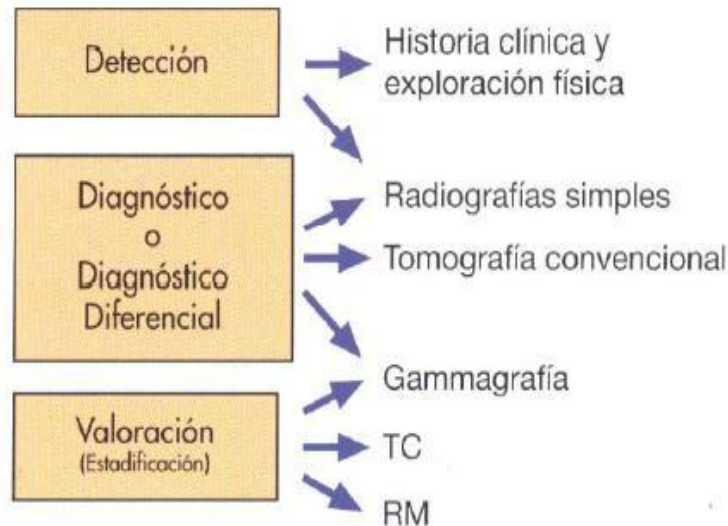 Detección
Historia clínica y
exploración física
Diagnóstico
o
Diagnóstico
Diferencial
Radiografías simples
Tomografía convencional
Gammagrafía
Valoración
(Estadificación)
TC
RM